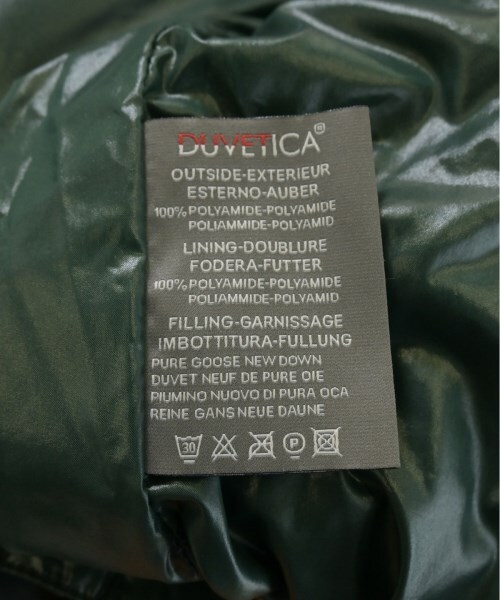 DUVETICA®
OUTSIDE-EXTERIEUR
ESTERNO-AUBER
100%POLYAMIDE-POLYAMIDE
POLIAMMIDE-POLYAMID
LINING-DOUBLURE
FODERA-FUTTER
100%POLYAMIDE-POLYAMIDE
POLIAMMIDE-POLYAMID
FILLING-GARNISSAGE
IMBOTTITURA-FULLUNG
PURE GOOSE NEW DOWN
DUVET NEUF DE PURE OIE
PIUMINO NUOVO DI PURA OCA
REINE GANS NEUE DAUNE
30 P